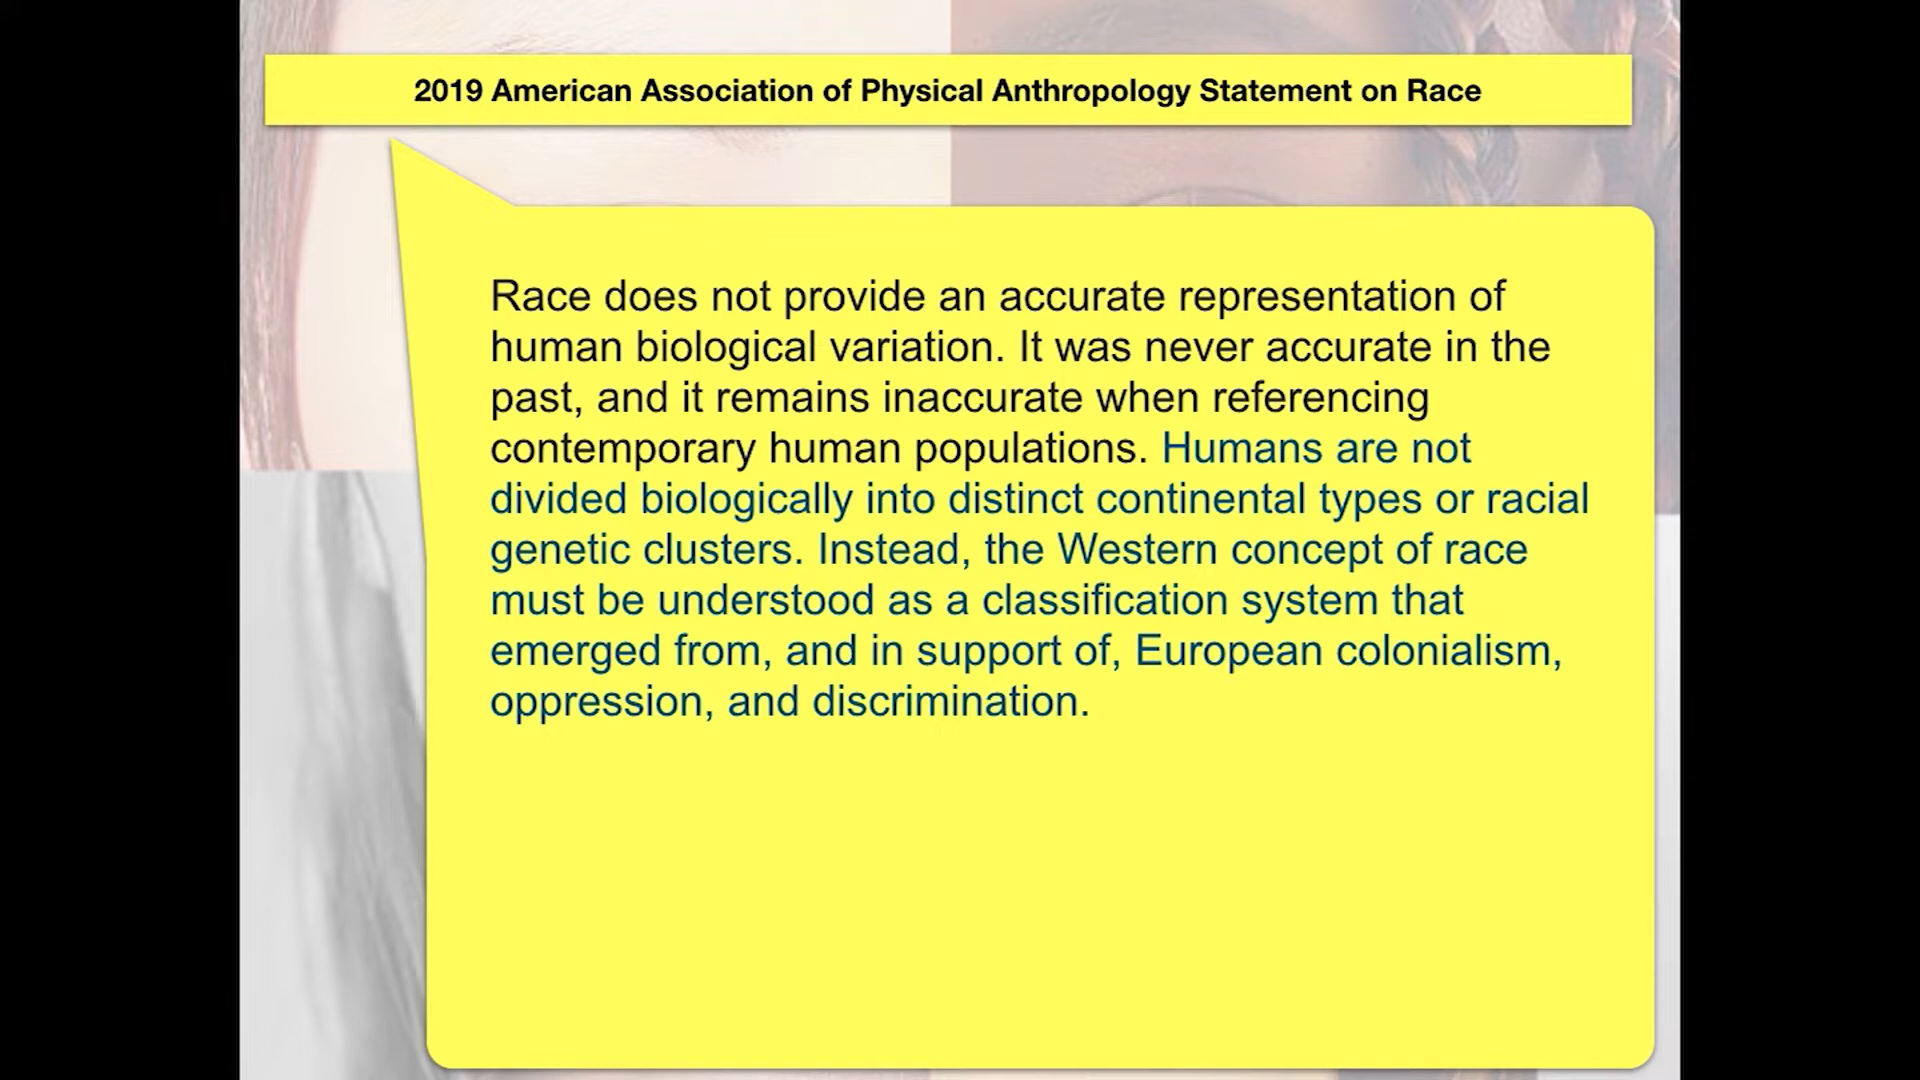 2019 American Association of Physical Anthropology Statement on Race
Race does not provide an accurate representation of
human biological variation. It was never accurate in the
past, and it remains inaccurate when referencing
contemporary human populations. Humans are not
divided biologically into distinct continental types or racial
genetic clusters. Instead, the Western concept of race
must be understood as a classification system that
emerged from, and in support of, European colonialism,
oppression, and discrimination.